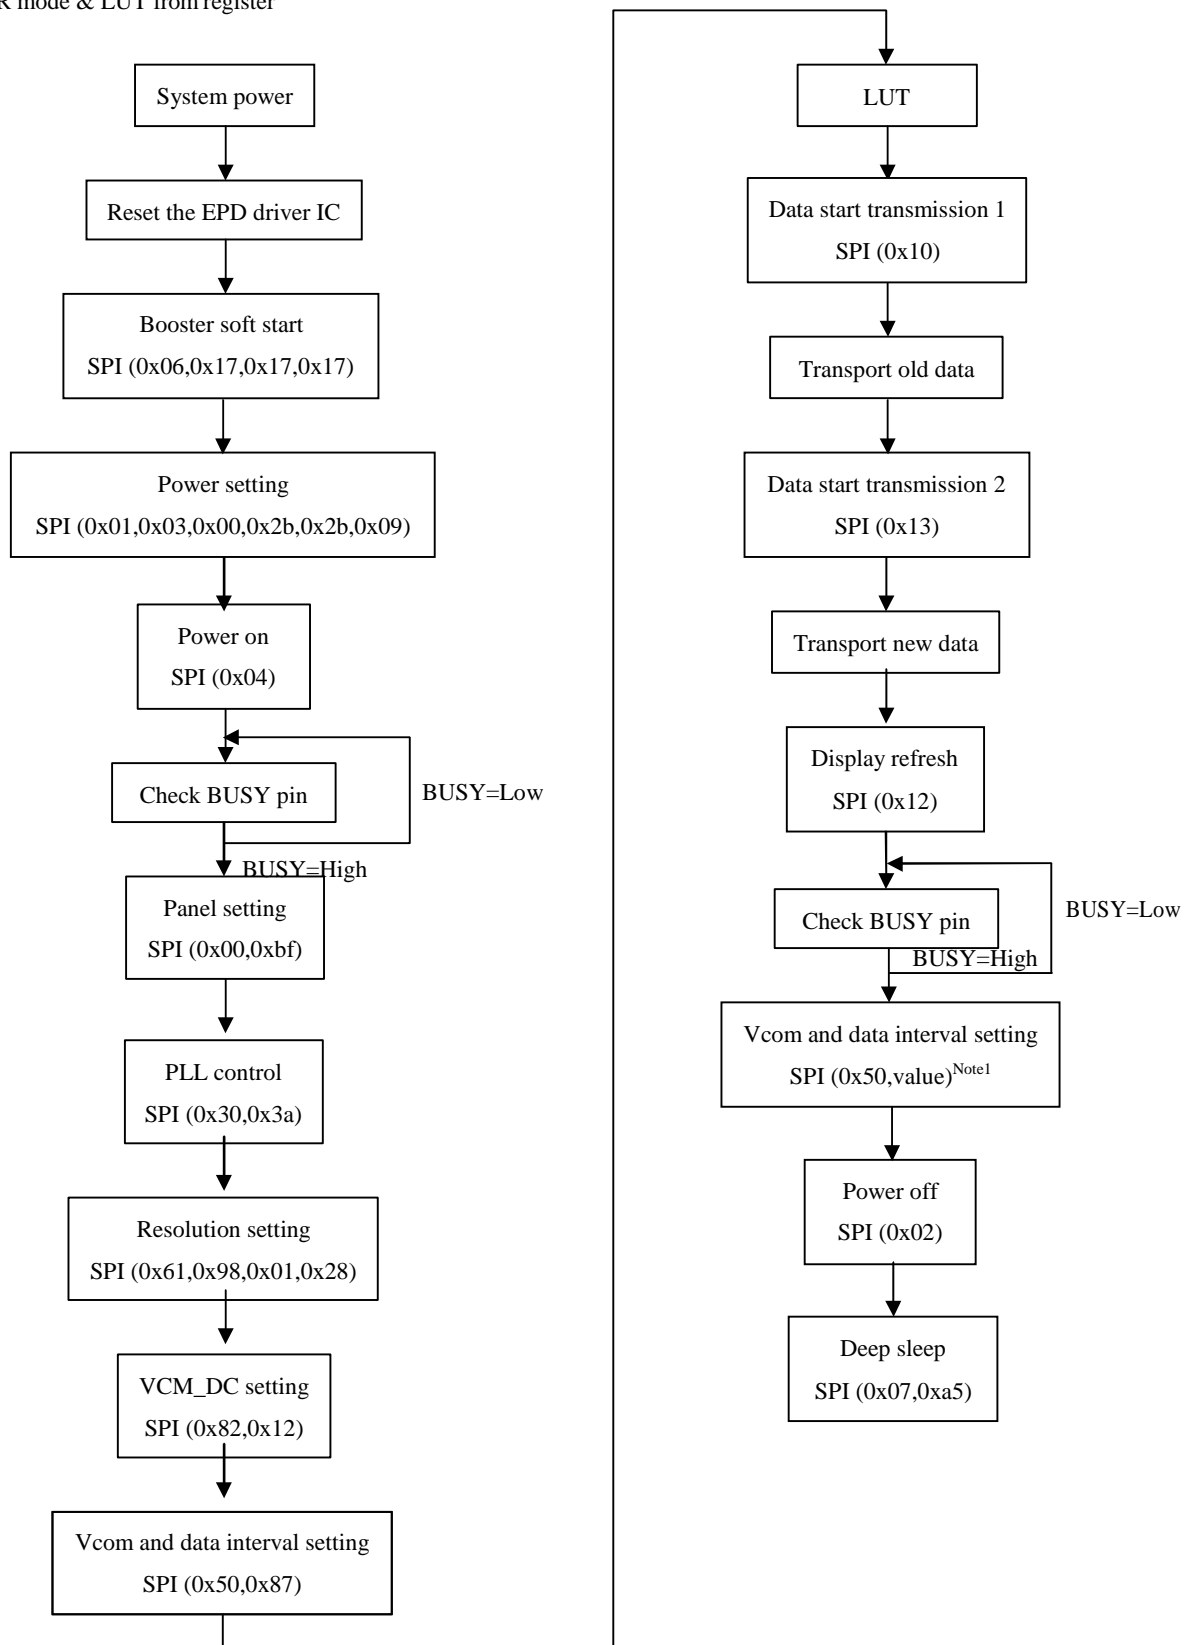 R mode & LUT from register
System power
Reset the EPD driver IC
Booster soft start
SPI (0x06,0x17,0x17,0x17)
Power setting
SPI (0x01,0x03,0x00,0x2b,0x2b,0x09)
Power on
SPI (0x04)
Check BUSY pin
BUSY=Low
BUSY=High
Panel setting
SPI (0x00,0xbf)
PLL control
SPI (0x30,0x3a)
Resolution setting
SPI (0x61,0x98,0x01,0x28)
VCM_DC setting
SPI (0x82,0x12)
Vcom and data interval setting
SPI (0x50,0x87)
LUT
Data start transmission 1
SPI (0x10)
Transport old data
Data start transmission 2
SPI (0x13)
Transport new data
Display refresh
SPI (0x12)
Check BUSY pin
BUSY=Low
BUSY=High
Vcom and data interval setting
SPI (0x50,value)Note1
Power off
SPI (0x02)
Deep sleep
SPI (0x07,0xa5)